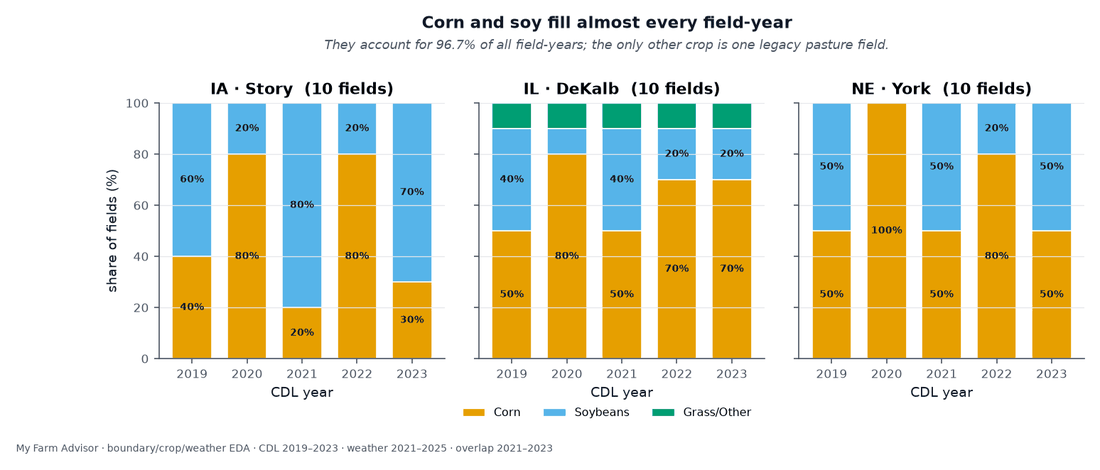 Corn and soy fill almost every field-year
They account for 96.7% of all field-years; the only other crop is one legacy pasture field.
IA · Story (10 fields)
IL · DeKalb (10 fields)
NE · York (10 fields)
share of fields (%)
100
80
60
40
20
0
60% 20% 80% 20% 70%
40% 80% 20% 80% 30%
40% 40% 20% 20%
50% 80% 50% 70% 70%
50% 50% 20% 50%
50% 100% 50% 80% 50%
2019 2020 2021 2022 2023
2019 2020 2021 2022 2023
2019 2020 2021 2022 2023
CDL year
CDL year
CDL year
Corn Soybeans Grass/Other
My Farm Advisor · boundary/crop/weather EDA · CDL 2019–2023 · weather 2021–2025 · overlap 2021–2023